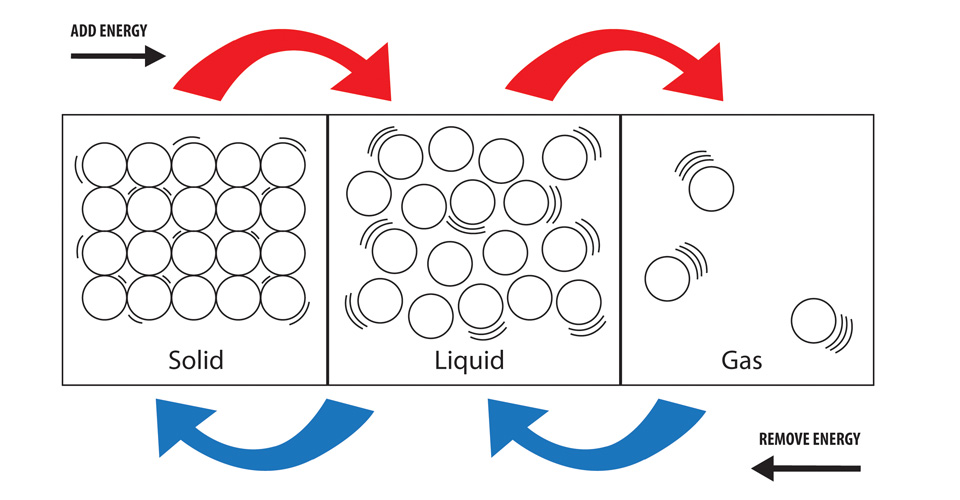 ADD ENERGY
Solid
Liquid
Gas
REMOVE ENERGY